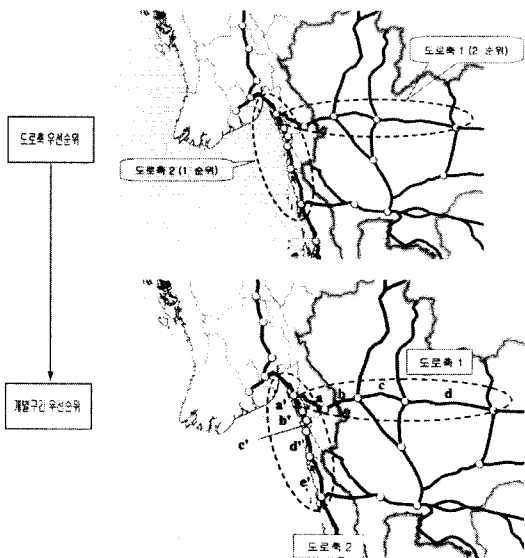 도로축 1 (2 순위)
도로축 우선순위
도로축 2 (1 순위)
도로축 1
a b c d
개별구간 우선순위
a'
b'
c'
d'
e'
도로축 2